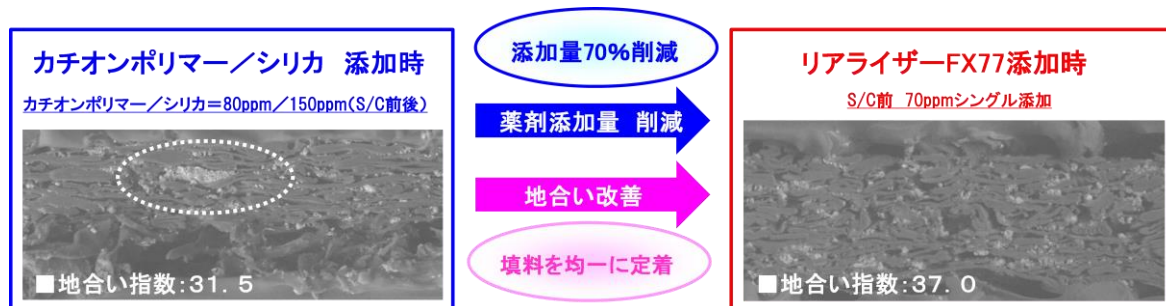 カチオンポリマー／シリカ 添加時
カチオンポリマー／シリカ＝80ppm／150ppm（S/C前後）
■地合い指数：31．5
添加量70％削減
薬剤添加量 削減
地合い改善
填料を均一に定着
リアライザーFX77添加時
S/C前 70ppmシングル添加
■地合い指数：37．0